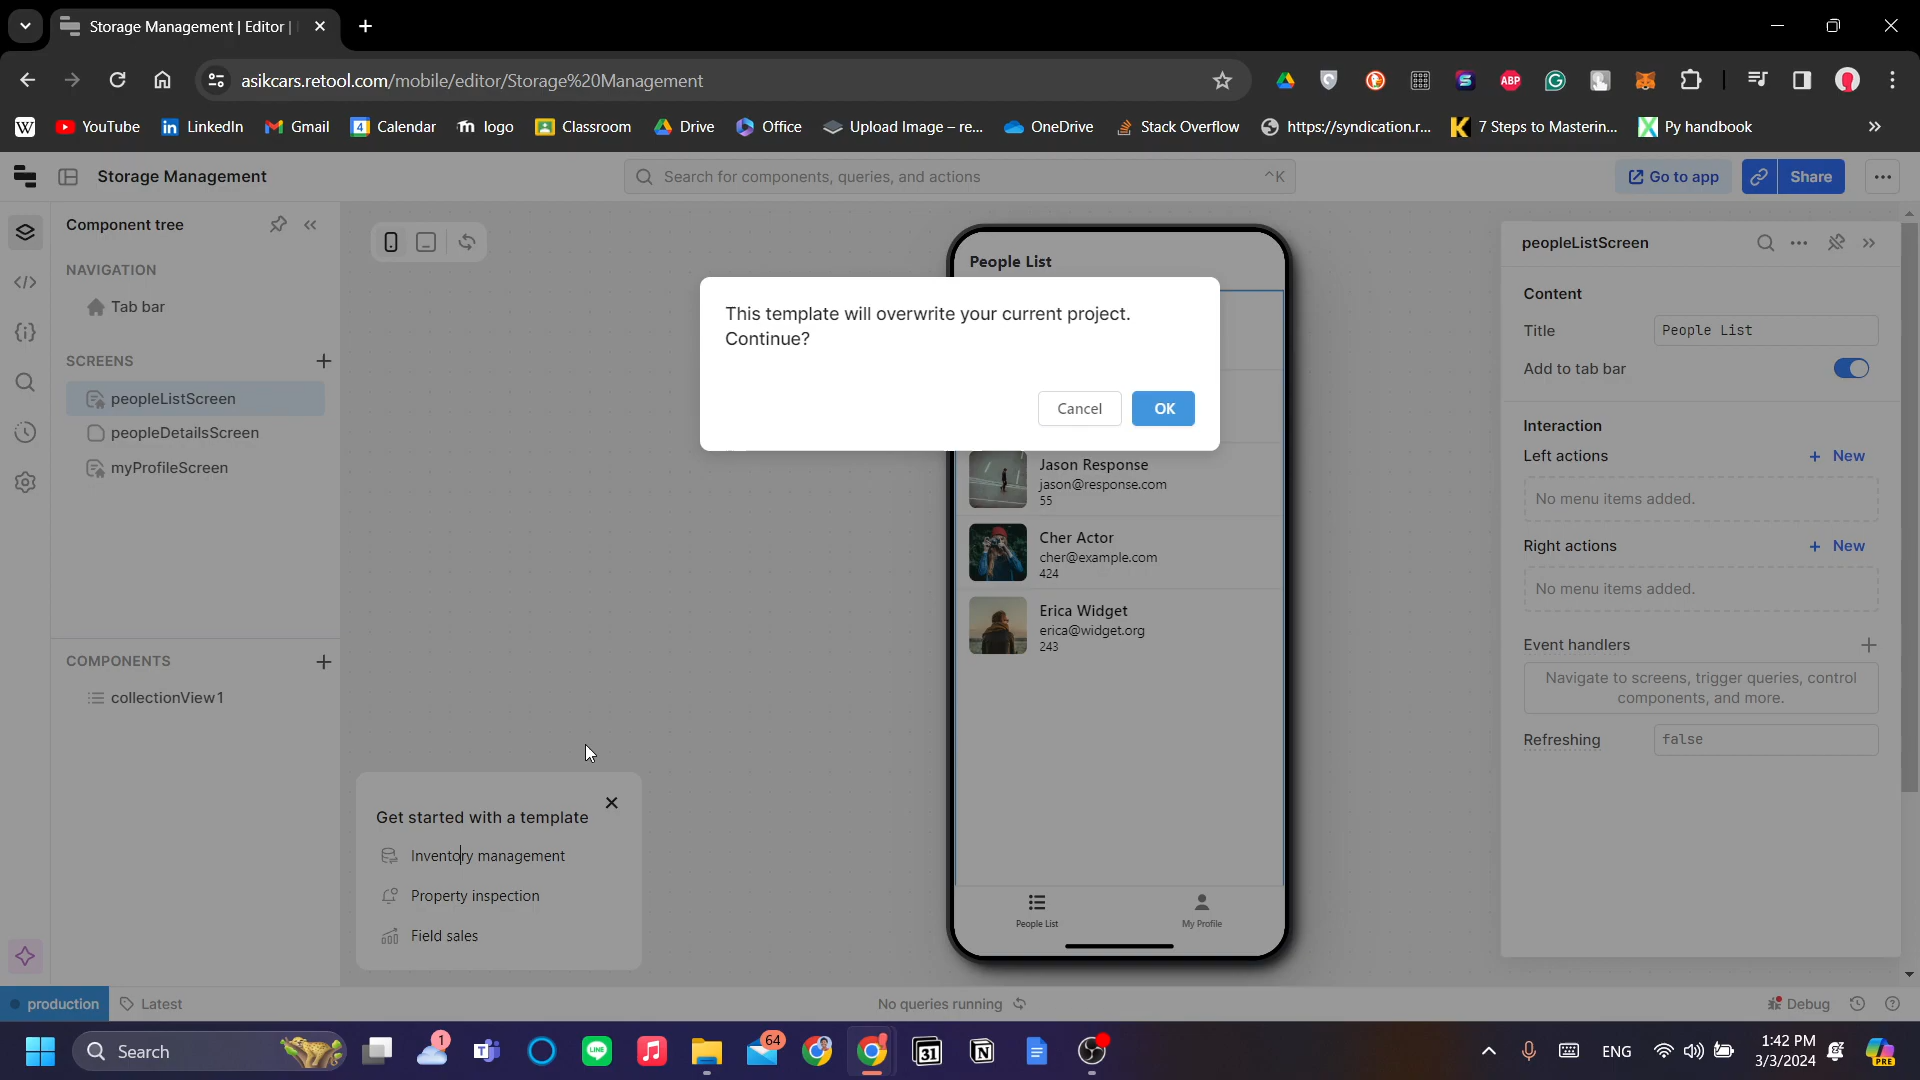 Storage Management | Editor |
asikcars.retool.com/mobile/editor/Storage%20Management
ABP
YouTube
LinkedIn
Gmail
Calendar
logo
Classroom
Drive
Office
Upload Image – re...
OneDrive
Stack Overflow
https://syndication.r...
7 Steps to Masterin...
Py handbook
Storage Management
Search for components, queries, and actions
^K
Go to app
Share
Component tree
NAVIGATION
Tab bar
SCREENS
peopleListScreen
peopleDetailsScreen
myProfileScreen
COMPONENTS
collectionView1
People List
This template will overwrite your current project.
Continue?
Cancel
OK
Jason Response
jason@response.com
55
Cher Actor
cher@example.com
424
Erica Widget
erica@widget.org
243
People List
My Profile
Get started with a template
Inventory management
Property inspection
Field sales
peopleListScreen
Content
Title
People List
Add to tab bar
Interaction
Left actions
+ New
No menu items added.
Right actions
+ New
No menu items added.
Event handlers
Navigate to screens, trigger queries, control
components, and more.
Refreshing
false
production
Latest
No queries running
Debug
Search
1
64
31
ENG
1:42 PM
3/3/2024
PRE